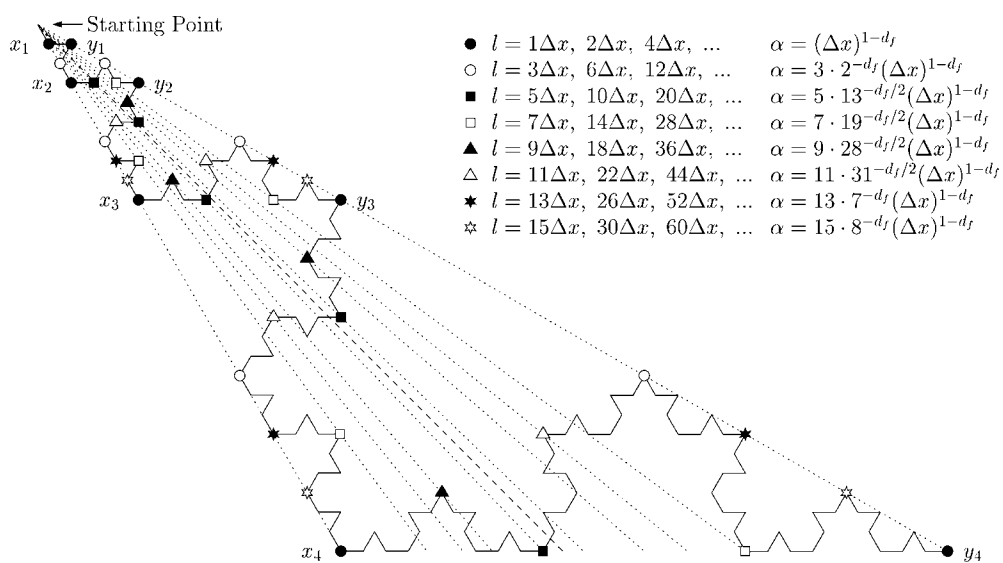 Starting Point
x₁ y₁
x₂ y₂
x₃ y₃
x₄ y₄
● l = 1Δx, 2Δx, 4Δx, ... α = (Δx)^{1−d_f}
○ l = 3Δx, 6Δx, 12Δx, ... α = 3 · 2^{−d_f}(Δx)^{1−d_f}
■ l = 5Δx, 10Δx, 20Δx, ... α = 5 · 13^{−d_f/2}(Δx)^{1−d_f}
□ l = 7Δx, 14Δx, 28Δx, ... α = 7 · 19^{−d_f/2}(Δx)^{1−d_f}
▲ l = 9Δx, 18Δx, 36Δx, ... α = 9 · 28^{−d_f/2}(Δx)^{1−d_f}
△ l = 11Δx, 22Δx, 44Δx, ... α = 11 · 31^{−d_f/2}(Δx)^{1−d_f}
★ l = 13Δx, 26Δx, 52Δx, ... α = 13 · 7^{−d_f}(Δx)^{1−d_f}
☆ l = 15Δx, 30Δx, 60Δx, ... α = 15 · 8^{−d_f}(Δx)^{1−d_f}